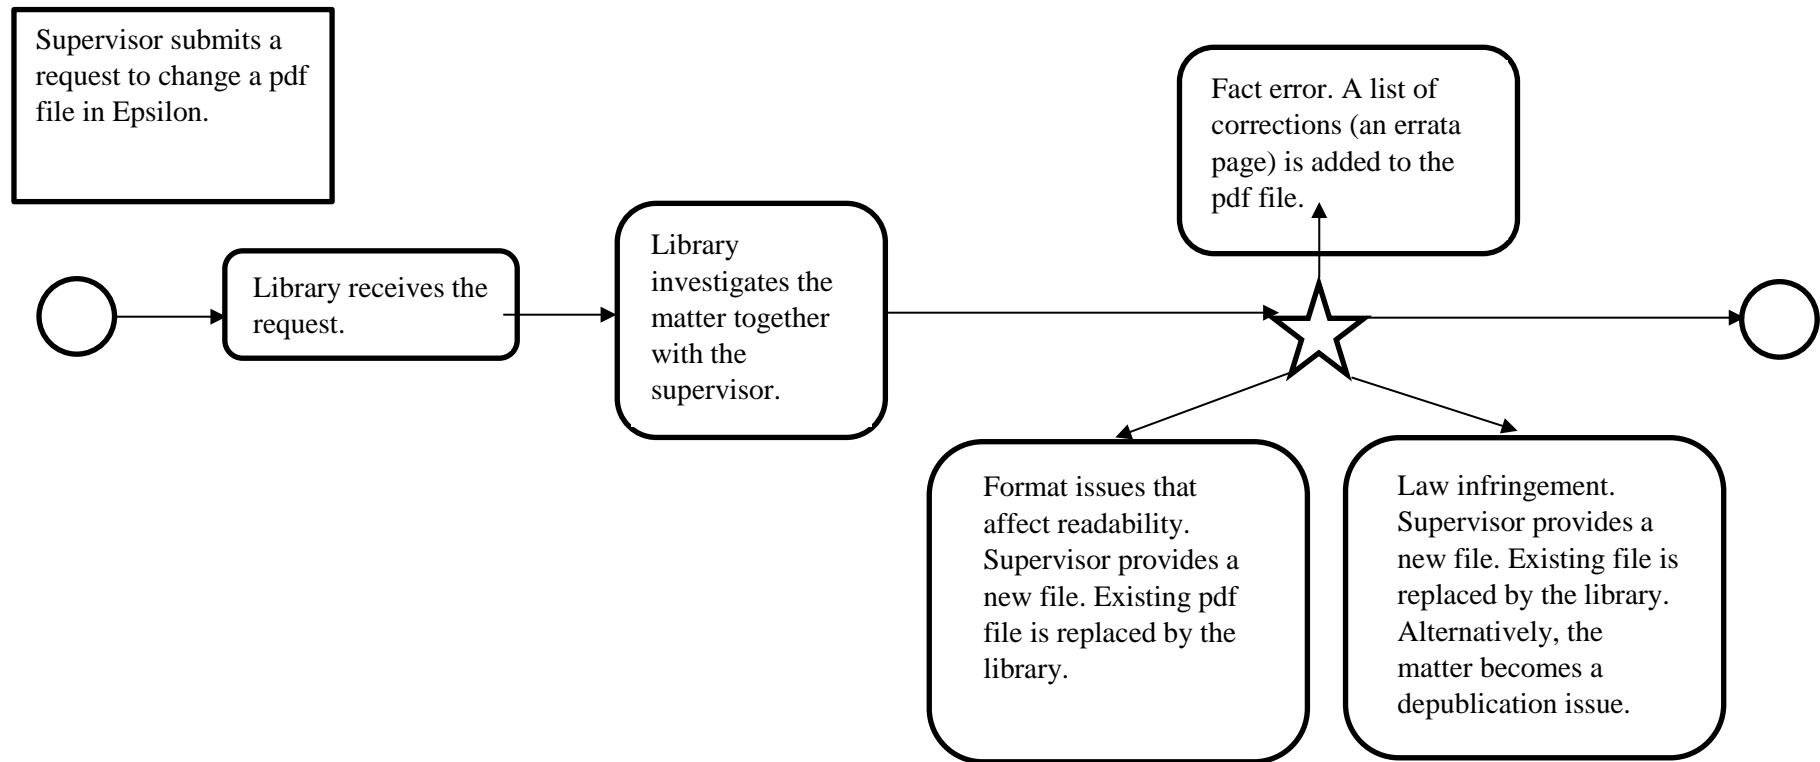 Supervisor submits a
request to change a pdf
file in Epsilon.
Library receives the
request.
Library
investigates the
matter together
with the
supervisor.
Fact error. A list of
corrections (an errata
page) is added to the
pdf file.
Format issues that
affect readability.
Supervisor provides a
new file. Existing pdf
file is replaced by the
library.
Law infringement.
Supervisor provides a
new file. Existing file is
replaced by the library.
Alternatively, the
matter becomes a
depublication issue.